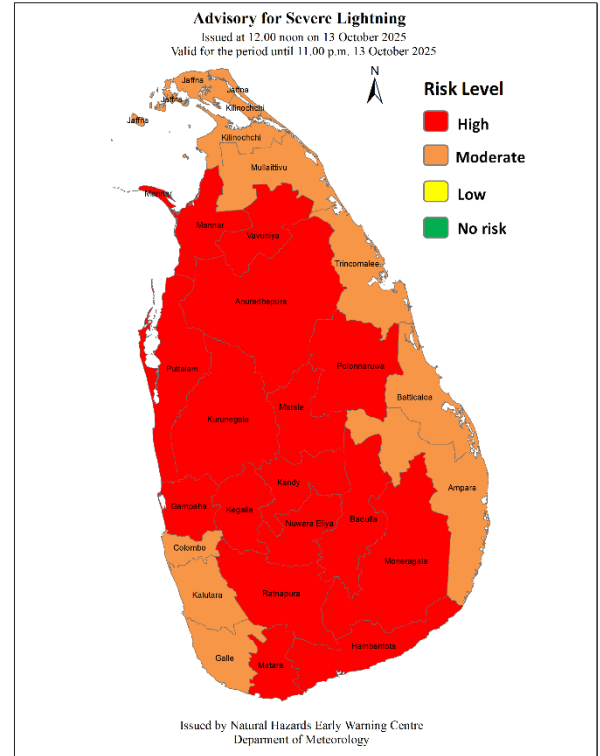 Advisory for Severe Lightning
Issued at 12.00 noon on 13 October 2025
Valid for the period until 11.00 p.m. 13 October 2025
N
Risk Level
High
Moderate
Low
No risk
Jaffna
Jaffna
Jaffna
Kilinochchi
Jaffna
Kilinochchi
Mullaittivu
Mannar
Mannar
Vavuniya
Trincomalee
Anuradhapura
Puttalam
Polonnaruwa
Batticaloa
Matale
Kurunegala
Kandy
Ampara
Gampaha
Kegalle
Nuwara Eliya
Badulla
Colombo
Moneragala
Kalutara
Ratnapura
Hambantota
Galle
Matara
Issued by Natural Hazards Early Warning Centre
Deparment of Meteorology